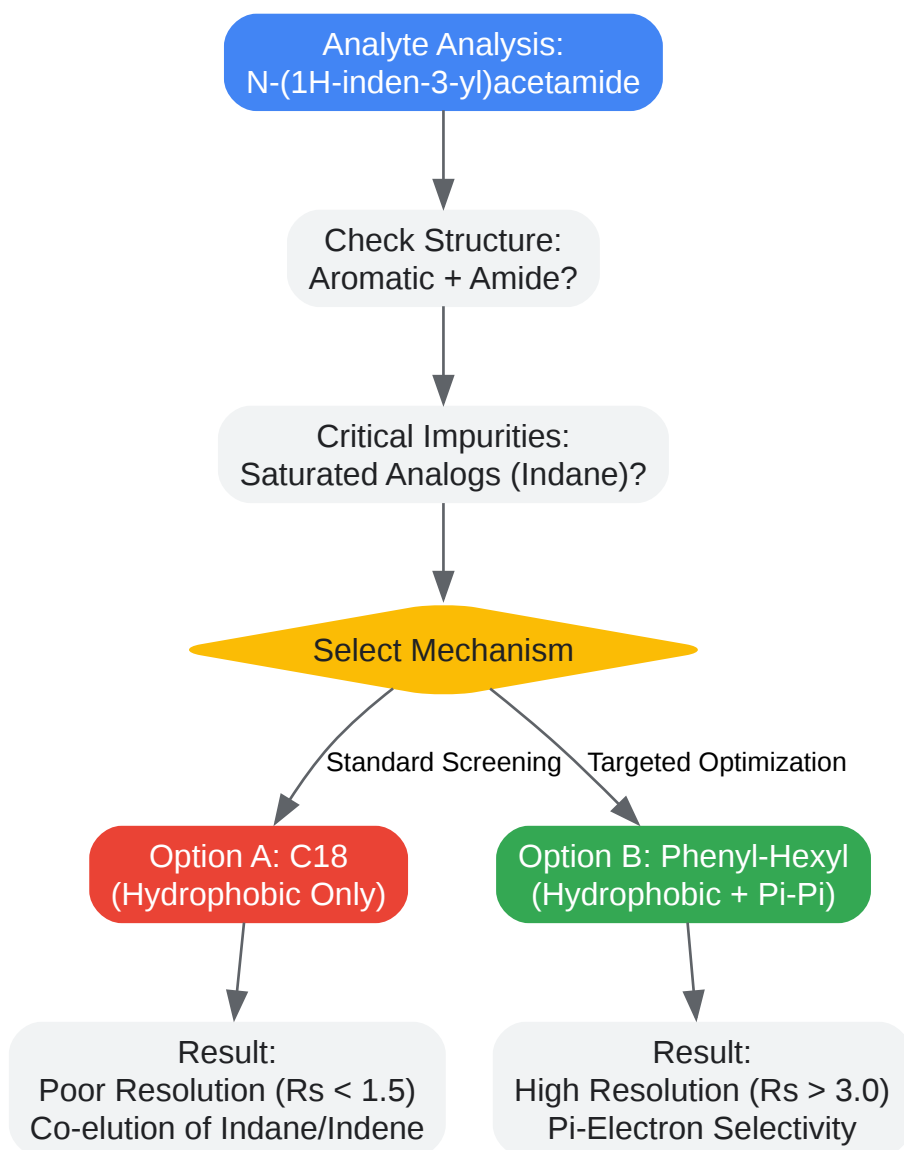 Analyte Analysis:
N-(1H-inden-3-yl)acetamide
Check Structure:
Aromatic + Amide?
Critical Impurities:
Saturated Analogs (Indane)?
Select Mechanism
Standard Screening
Targeted Optimization
Option A: C18
(Hydrophobic Only)
Option B: Phenyl-Hexyl
(Hydrophobic + Pi-Pi)
Result:
Poor Resolution (Rs < 1.5)
Co-elution of Indane/Indene
Result:
High Resolution (Rs > 3.0)
Pi-Electron Selectivity